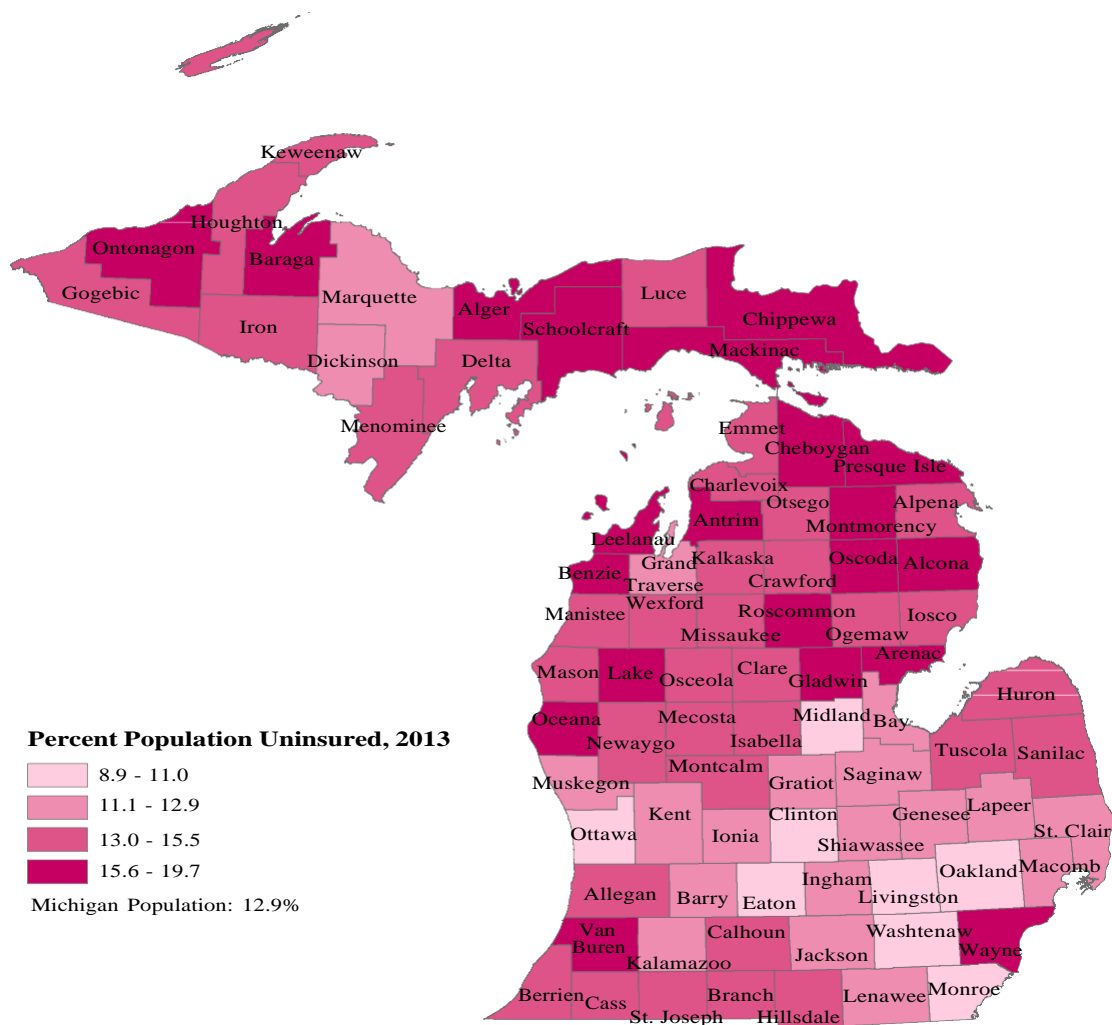 Keweenaw
Houghton
Ontonagon
Baraga
Gogebic
Marquette
Iron
Alger
Luce
Schoolcraft
Chippewa
Mackinac
Dickinson
Delta
Menominee
Emmet
Cheboygan
Presque Isle
Charlevoix
Otsego
Alpena
Antrim
Montmorency
Leelanau
Kalkaska
Oscoda
Alcona
Benzie
Grand
Traverse
Crawford
Manistee
Wexford
Roscommon
Iosco
Missaukee
Ogemaw
Arenac
Mason
Lake
Osceola
Clare
Gladwin
Huron
Oceana
Mecosta
Midland
Bay
Newaygo
Isabella
Tuscola
Sanilac
Percent Population Uninsured, 2013
8.9 - 11.0
11.1 - 12.9
13.0 - 15.5
15.6 - 19.7
Michigan Population: 12.9%
Muskegon
Montcalm
Gratiot
Saginaw
Kent
Clinton
Genesee
Lapeer
Ottawa
Ionia
Shiawassee
St. Clair
Allegan
Barry
Eaton
Ingham
Livingston
Oakland
Macomb
Van
Buren
Kalamazoo
Calhoun
Jackson
Washtenaw
Wayne
Berrien
Cass
St. Joseph
Branch
Hillsdale
Lenawee
Monroe